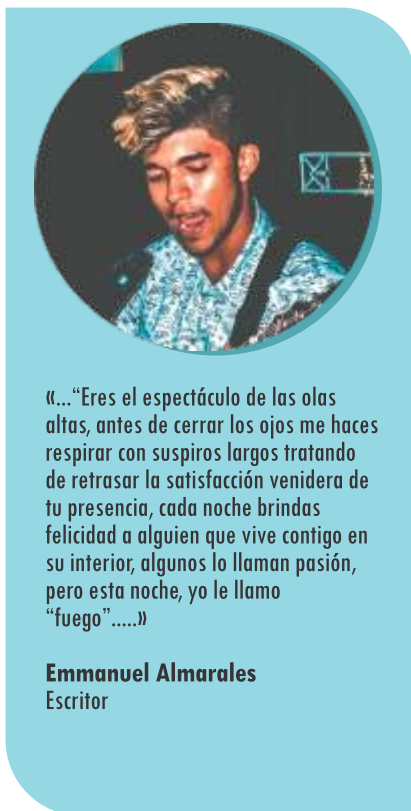 «...“Eres el espectáculo de las olas
altas, antes de cerrar los ojos me haces
respirar con suspiros largos tratando
de retrasar la satisfacción venidera de
tu presencia, cada noche brindas
felicidad a alguien que vive contigo en
su interior, algunos lo llaman pasión,
pero esta noche, yo le llamo
“fuego”.....»
Emmanuel Almarales
Escritor